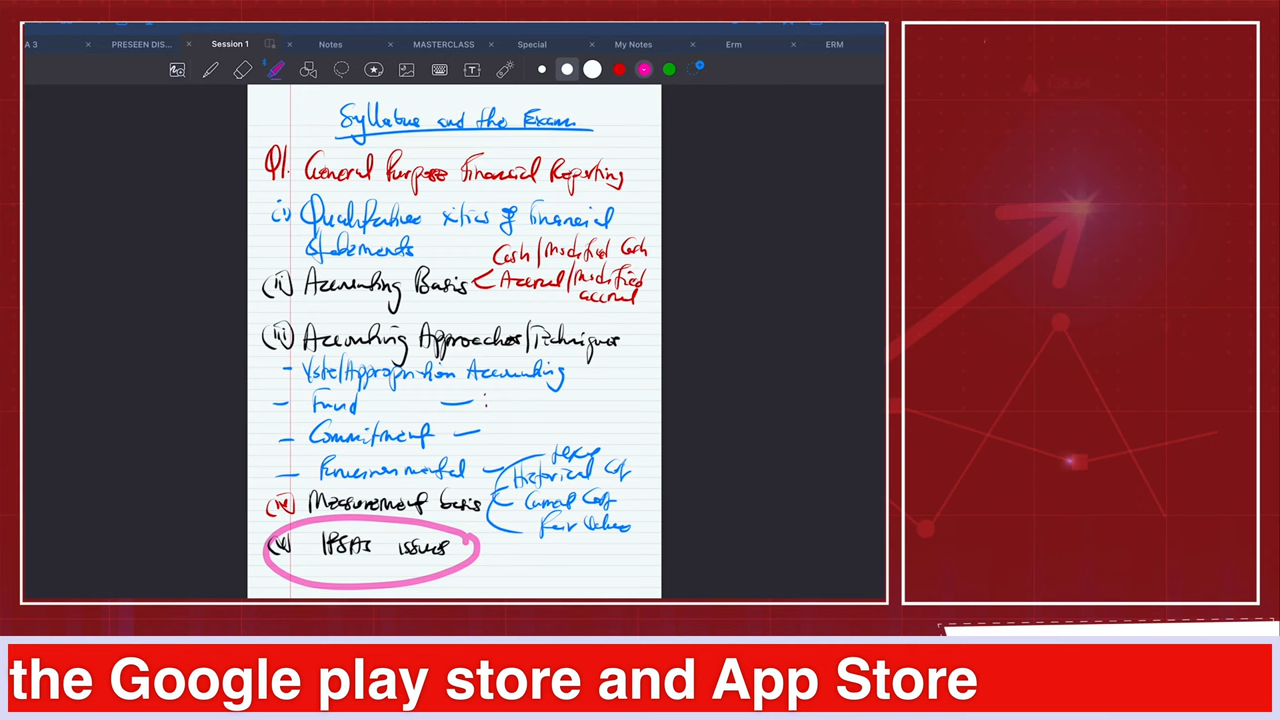 A 3 PRESEEN DIS... Session 1 Notes MASTERCLASS Special My Notes Erm ERM
Syllabus and the Exam
Q1. General Purpose Financial Reporting
(i) Qualitative xtics of Financial
Statements
Cash/Modified Cash
(ii) Accounting Basis < Accrual/Modified
accrual
(iii) Accounting Approaches/Techniques
- /Appropriation Accounting
- Fund —
- Commitment —
-
Historical Cost
(iv) Measurement basis Current Cost
Fair Value
(v) IPSAS issues
the Google play store and App Store